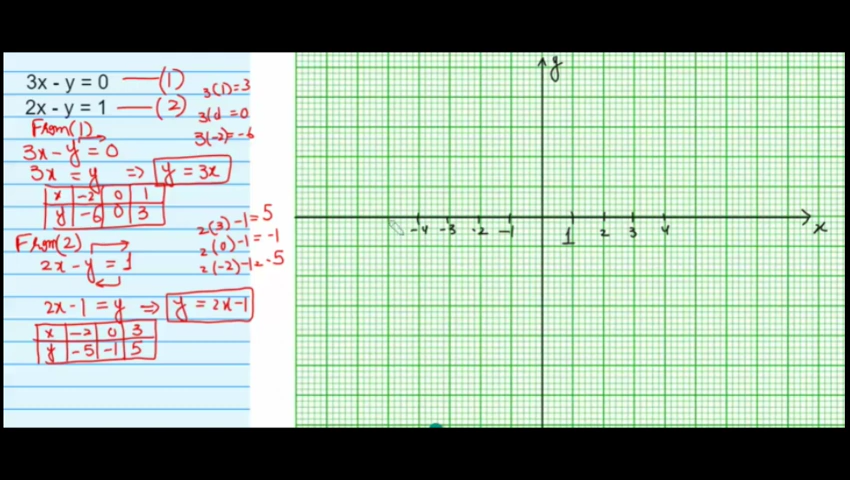 3x - y = 0 —(1)
2x - y = 1 —(2)
3(1)=3
3(0)=0
3(-2)=-6
From(1)
3x - y = 0
3x = y ⇒ y = 3x
x -2 0 1
y -6 0 3
2(3)-1=5
2(0)-1=-1
2(-2)-1=-5
From(2)
2x - y = 1
2x - 1 = y ⇒ y = 2x-1
x -2 0 3
y -5 -1 5
y
-4 -3 -2 -1 1 2 3 4 x